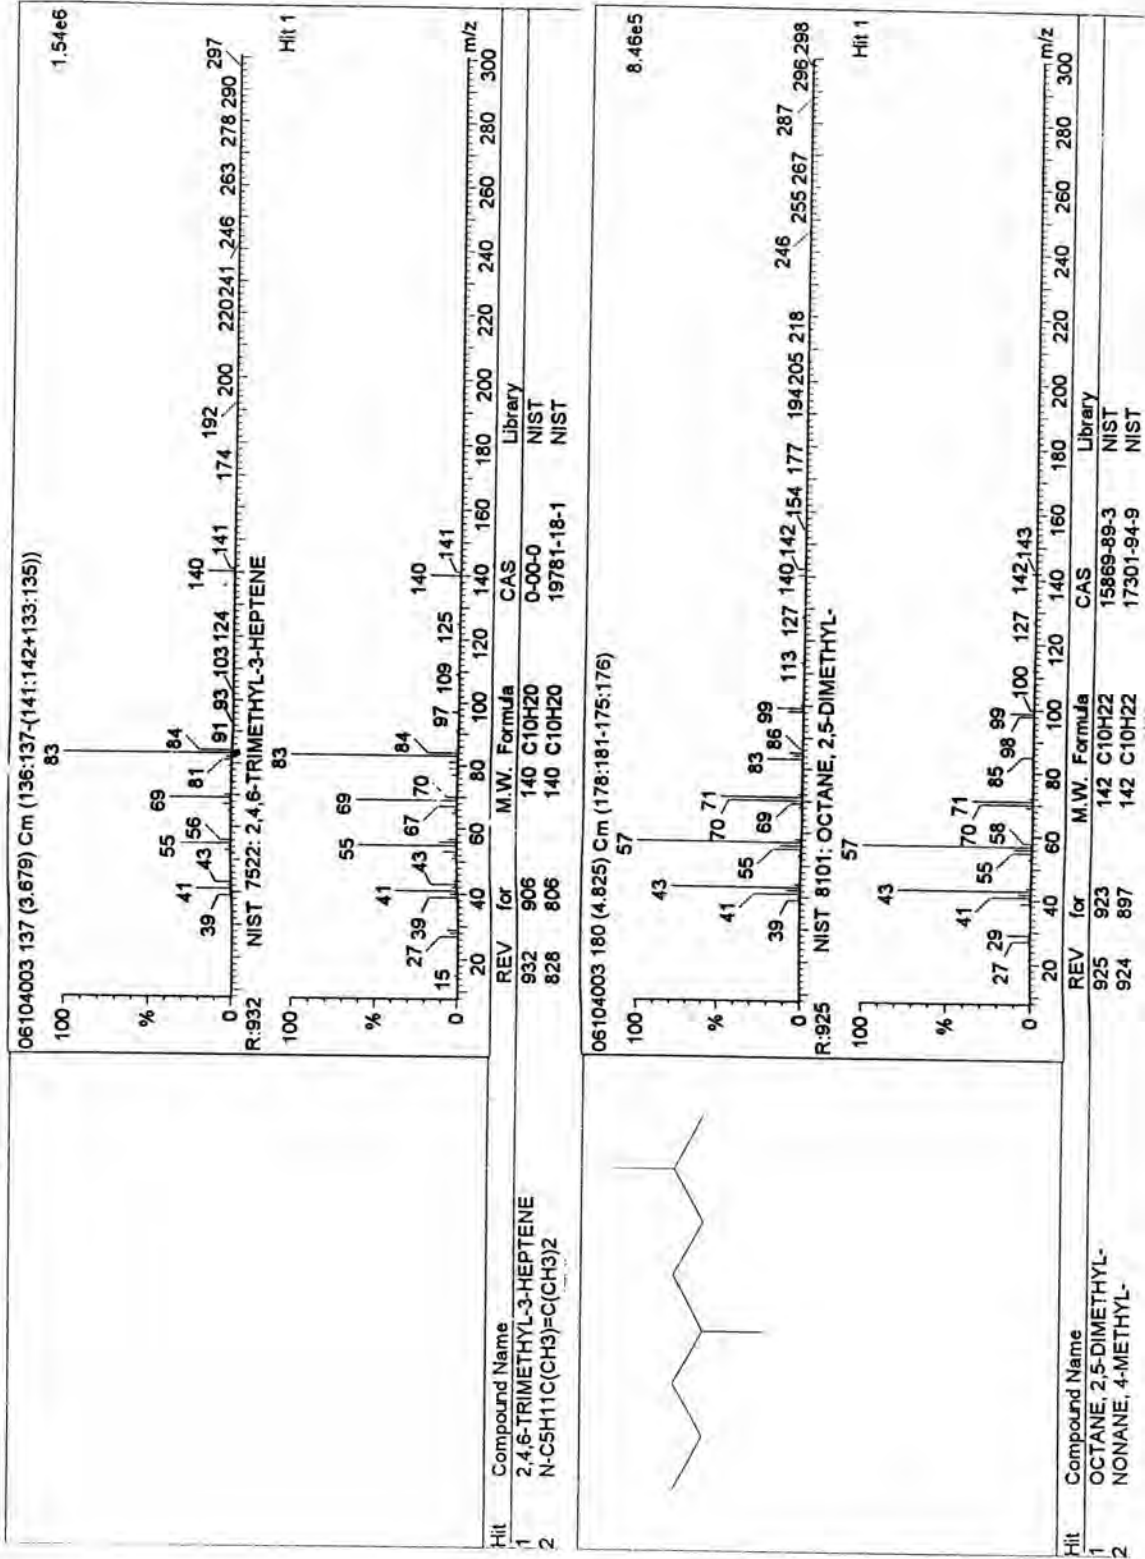 06104003 137 (3.679) Cm (136:137-(141:142+133:135))
1.54e6
100
%
0
39 41 43 55 56 69 81 83 84 91 93 103 124 140 141 174 192 200 220 241 246 263 278 290 297
R:932 NIST 7522: 2,4,6-TRIMETHYL-3-HEPTENE
Hit 1
100
%
0
15 27 39 41 43 55 67 69 70 83 84 97 109 125 140 141
20 40 60 80 100 120 140 160 180 200 220 240 260 280 300 m/z
Hit Compound Name REV for M.W. Formula CAS Library
1 2,4,6-TRIMETHYL-3-HEPTENE 932 906 140 C10H20 0-00-0 NIST
2 N-C5H11C(CH3)=C(CH3)2 828 806 140 C10H20 19781-18-1 NIST
06104003 180 (4.825) Cm (178:181-175:176)
8.46e5
100
%
0
39 41 43 55 57 69 70 71 83 86 99 113 127 140 142 154 177 194 205 218 246 255 267 287 296 298
R:925 NIST 8101: OCTANE, 2,5-DIMETHYL-
Hit 1
100
%
0
27 29 41 43 55 57 58 70 71 85 98 99 100 127 142 143
20 40 60 80 100 120 140 160 180 200 220 240 260 280 300 m/z
Hit Compound Name REV for M.W. Formula CAS Library
1 OCTANE, 2,5-DIMETHYL- 925 923 142 C10H22 15869-89-3 NIST
2 NONANE, 4-METHYL- 924 897 142 C10H22 17301-94-9 NIST